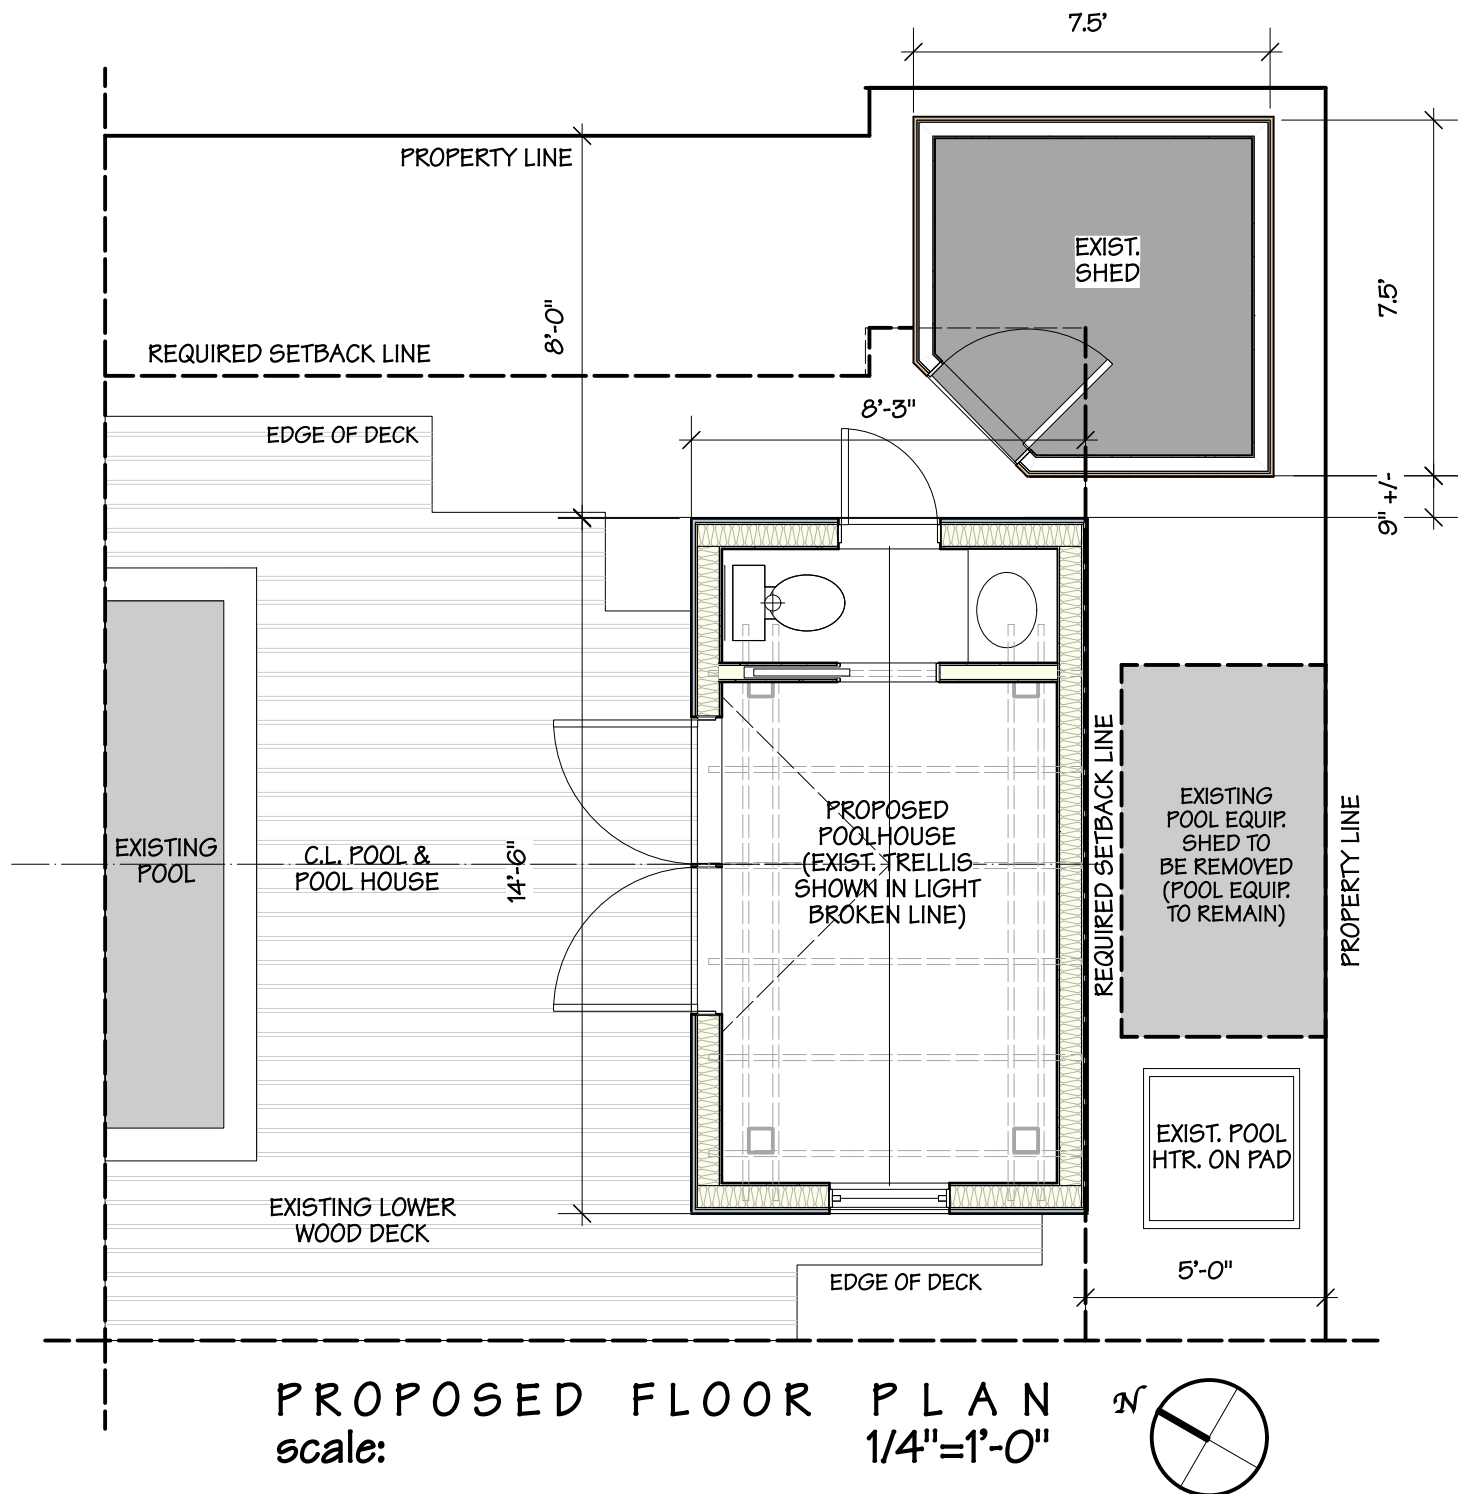 7.5'
PROPERTY LINE
EXIST.
SHED
7.5'
8'-0"
REQUIRED SETBACK LINE
8'-3"
EDGE OF DECK
9" +/-
EXISTING
POOL
C.L. POOL &
POOL HOUSE
14'-6"
PROPOSED
POOLHOUSE
(EXIST. TRELLIS
SHOWN IN LIGHT
BROKEN LINE)
REQUIRED SETBACK LINE
EXISTING
POOL EQUIP.
SHED TO
BE REMOVED
(POOL EQUIP.
TO REMAIN)
PROPERTY LINE
EXIST. POOL
HTR. ON PAD
EXISTING LOWER
WOOD DECK
EDGE OF DECK
5'-0"
PROPOSED FLOOR PLAN
scale: 1/4"=1'-0"
N